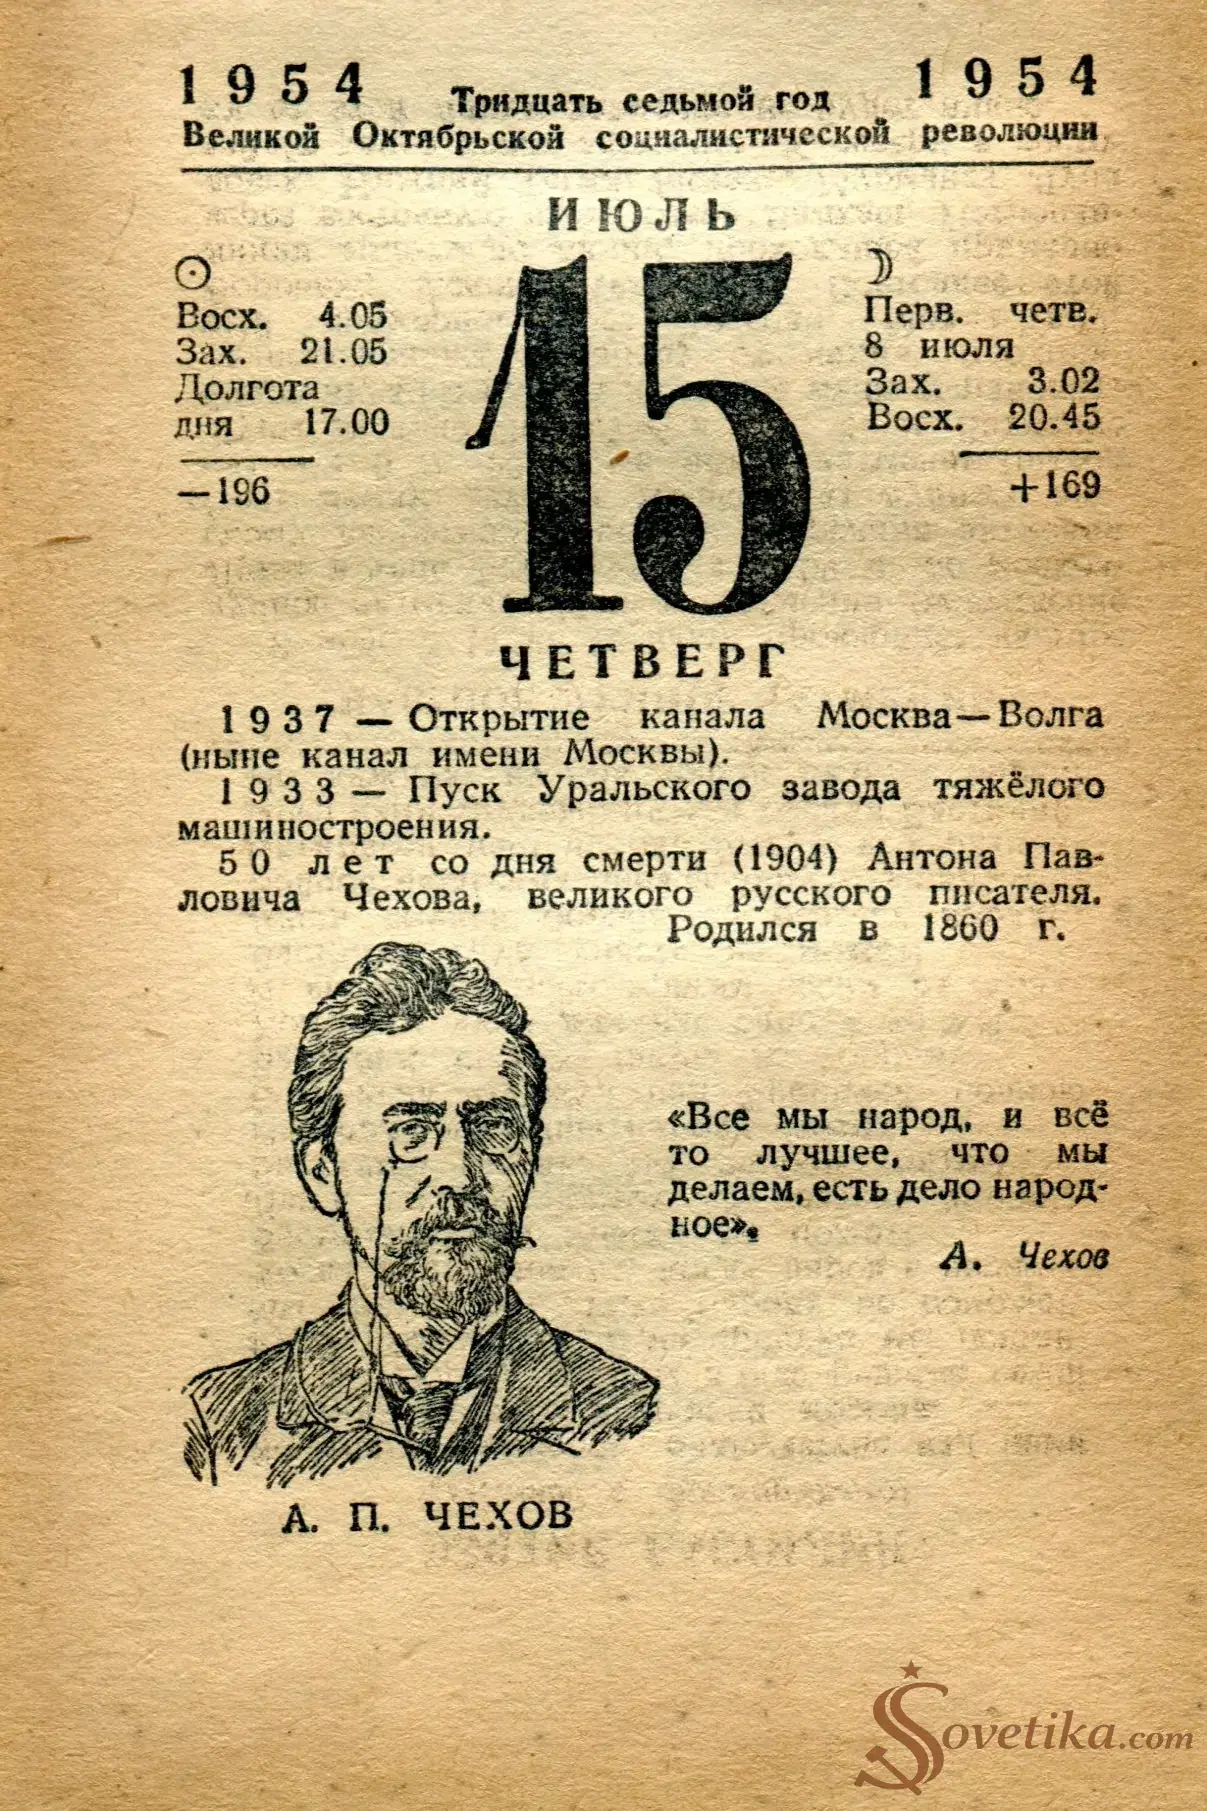 1954 1954
Тридцать седьмой год
Великой Октябрьской социалистической революции
ИЮЛЬ
Восх. 4.05
Зах. 21.05
Долгота
дня 17.00
—196
15
Перв. четв.
8 июля
Зах. 3.02
Восх. 20.45
+169
ЧЕТВЕРГ
1937 — Открытие канала Москва—Волга
(ныне канал имени Москвы).
1933 — Пуск Уральского завода тяжёлого
машиностроения.
50 лет со дня смерти (1904) Антона Пав-
ловича Чехова, великого русского писателя.
Родился в 1860 г.
«Все мы народ, и всё
то лучшее, что мы
делаем, есть дело народ-
ное».
А. Чехов
А. П. ЧЕХОВ
Sovetika.com